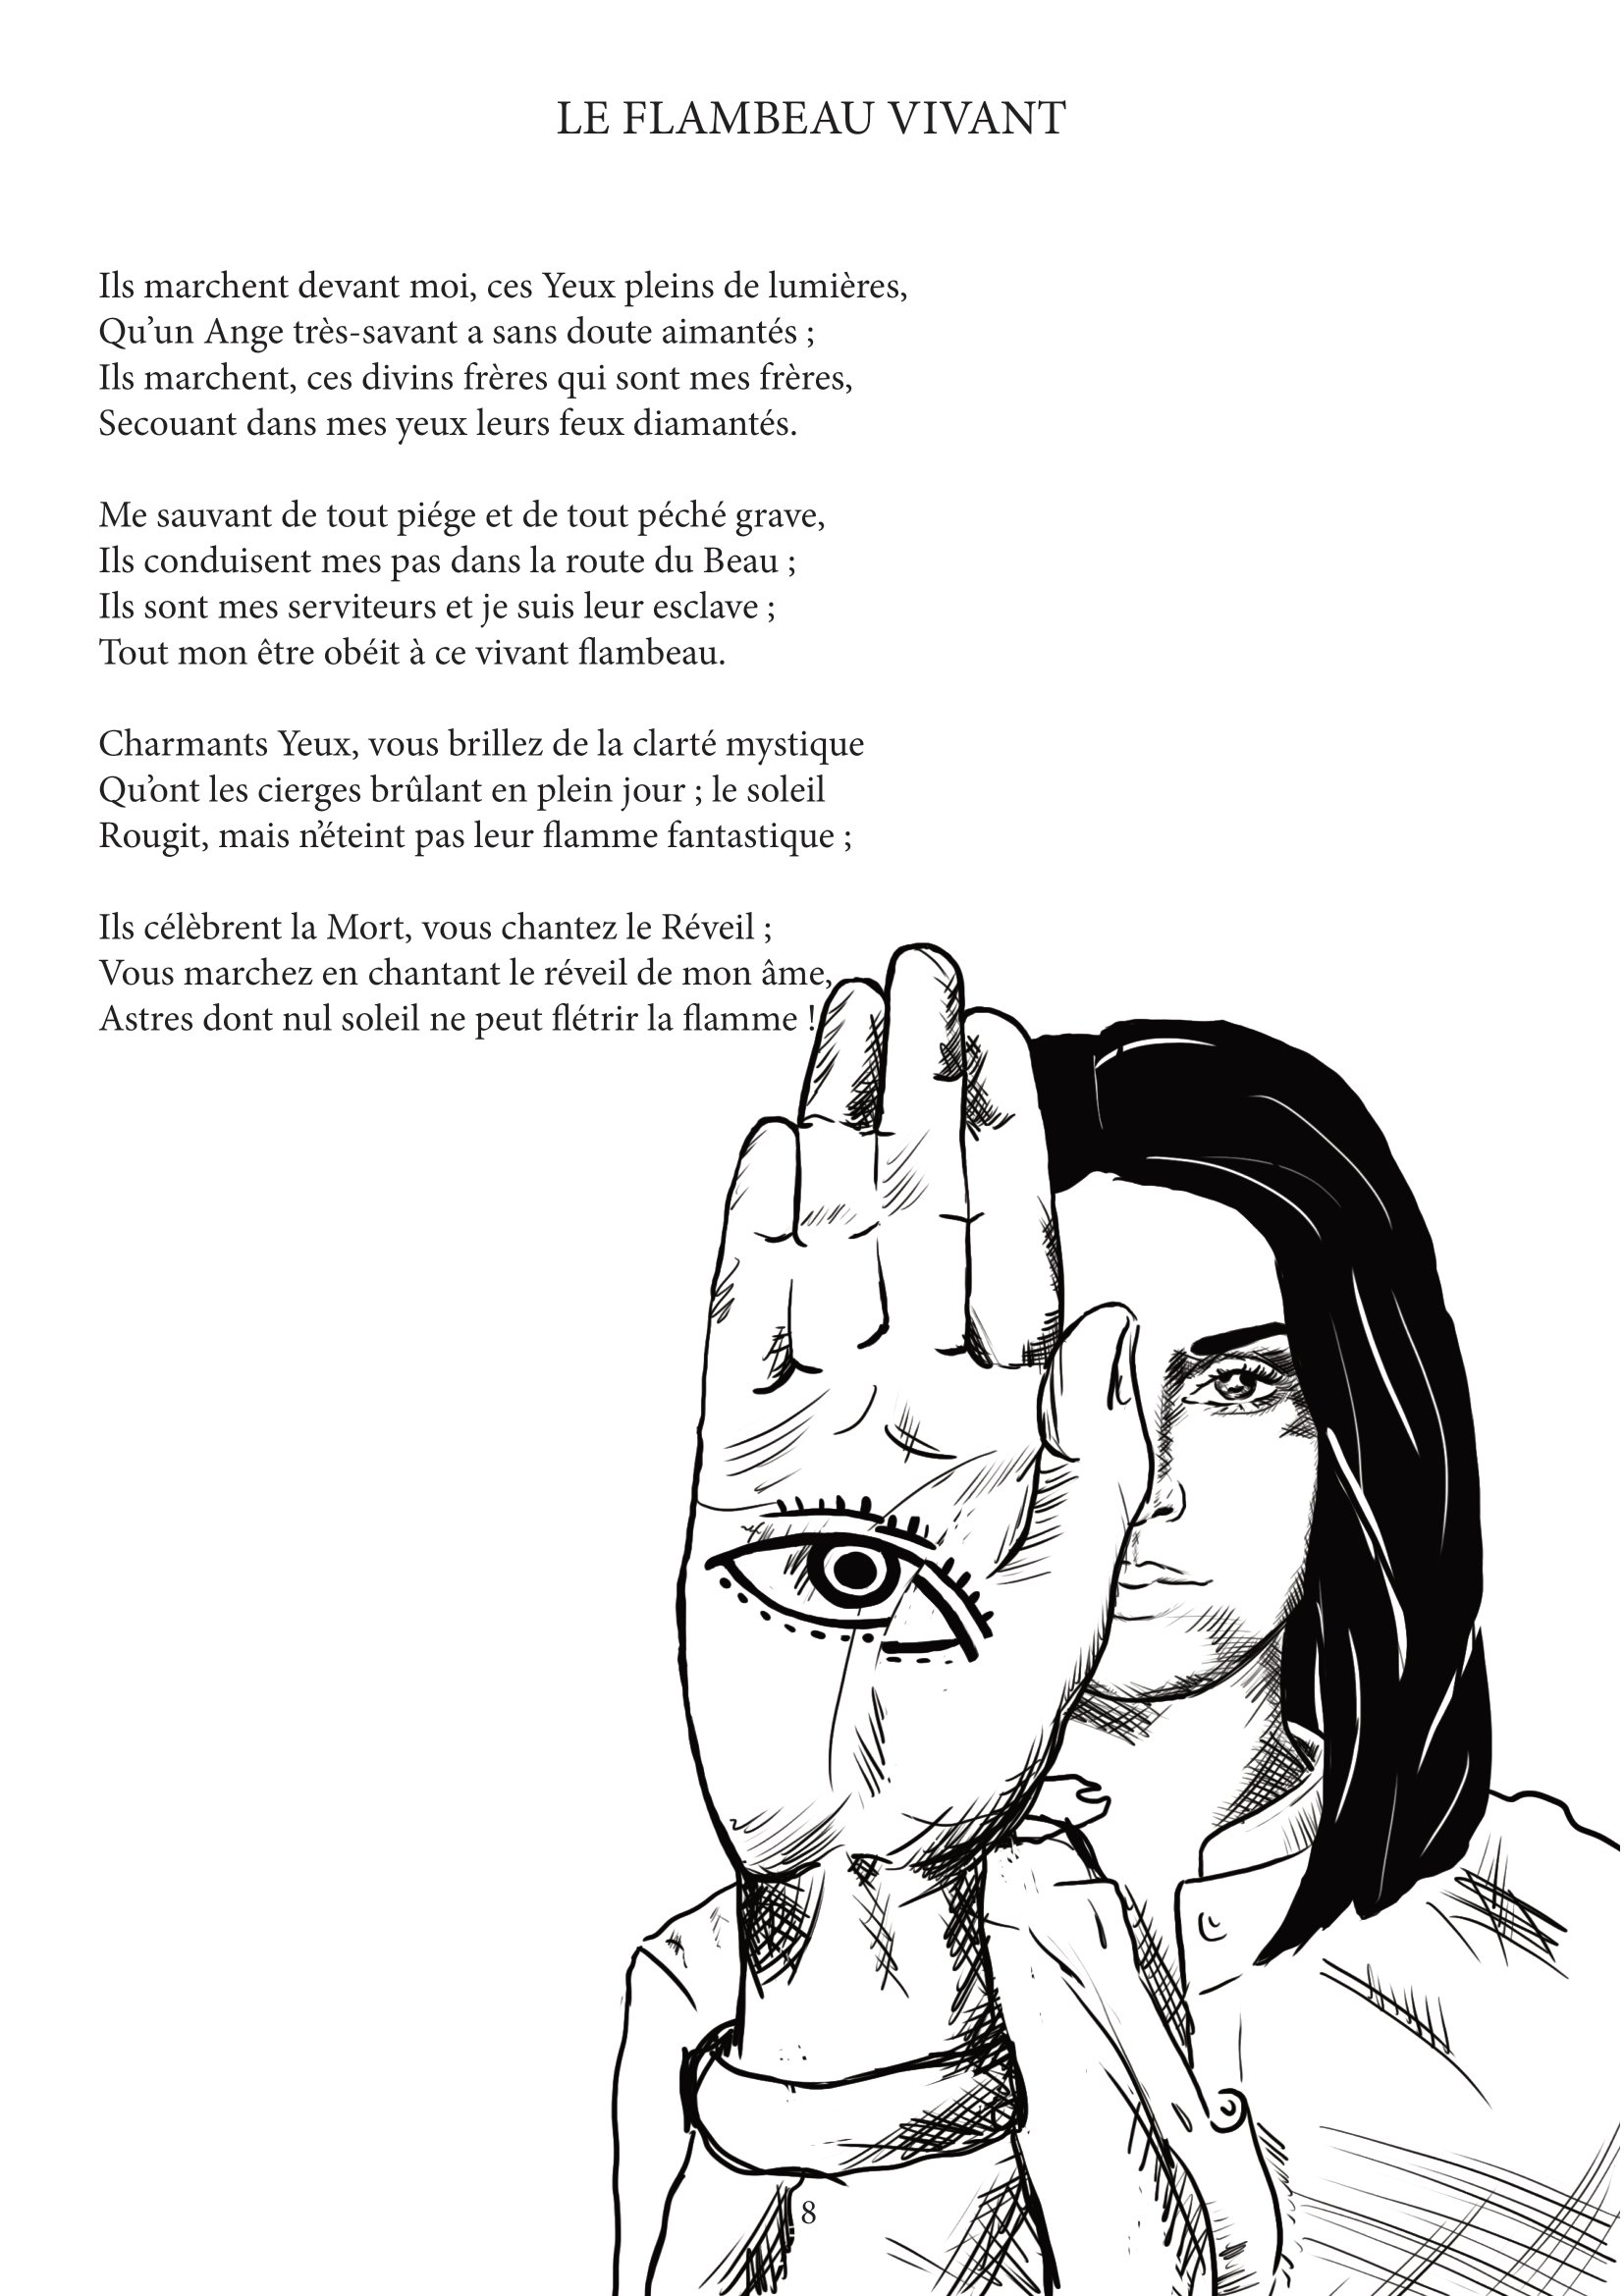 LE FLAMBEAU VIVANT
Ils marchent devant moi, ces Yeux pleins de lumières,
Qu’un Ange très-savant a sans doute aimantés ;
Ils marchent, ces divins frères qui sont mes frères,
Secouant dans mes yeux leurs feux diamantés.
Me sauvant de tout piége et de tout péché grave,
Ils conduisent mes pas dans la route du Beau ;
Ils sont mes serviteurs et je suis leur esclave ;
Tout mon être obéit à ce vivant flambeau.
Charmants Yeux, vous brillez de la clarté mystique
Qu’ont les cierges brûlant en plein jour ; le soleil
Rougit, mais n’éteint pas leur flamme fantastique ;
Ils célèbrent la Mort, vous chantez le Réveil ;
Vous marchez en chantant le réveil de mon âme,
Astres dont nul soleil ne peut flétrir la flamme !
8